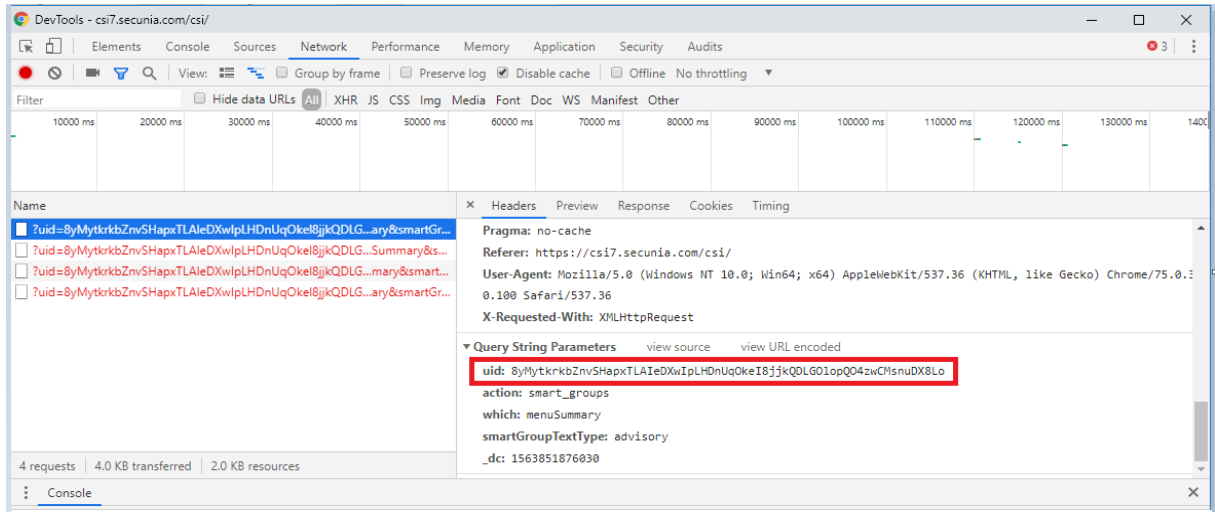 DevTools - csi7.secunia.com/csi/
Elements Console Sources Network Performance Memory Application Security Audits 3
View: Group by frame Preserve log Disable cache Offline No throttling
Filter Hide data URLs All XHR JS CSS Img Media Font Doc WS Manifest Other
10000 ms 20000 ms 30000 ms 40000 ms 50000 ms 60000 ms 70000 ms 80000 ms 90000 ms 100000 ms 110000 ms 120000 ms 130000 ms 1400
Name
?uid=8yMytkrkbZnvSHapxTLAIeDXwIpLHDnUqOkeI8jjkQDLG...ary&smartGr...
?uid=8yMytkrkbZnvSHapxTLAIeDXwIpLHDnUqOkeI8jjkQDLG...Summary&s...
?uid=8yMytkrkbZnvSHapxTLAIeDXwIpLHDnUqOkeI8jjkQDLG...mary&smart...
?uid=8yMytkrkbZnvSHapxTLAIeDXwIpLHDnUqOkeI8jjkQDLG...ary&smartGr...
4 requests 4.0 KB transferred 2.0 KB resources
× Headers Preview Response Cookies Timing
Pragma: no-cache
Referer: https://csi7.secunia.com/csi/
User-Agent: Mozilla/5.0 (Windows NT 10.0; Win64; x64) AppleWebKit/537.36 (KHTML, like Gecko) Chrome/75.0.3
0.100 Safari/537.36
X-Requested-With: XMLHttpRequest
Query String Parameters view source view URL encoded
uid: 8yMytkrkbZnvSHapxTLAIeDXwIpLHDnUqOkeI8jjkQDLGOlopQO4zwCMsnuDX8Lo
action: smart_groups
which: menuSummary
smartGroupTextType: advisory
_dc: 1563851876030
Console